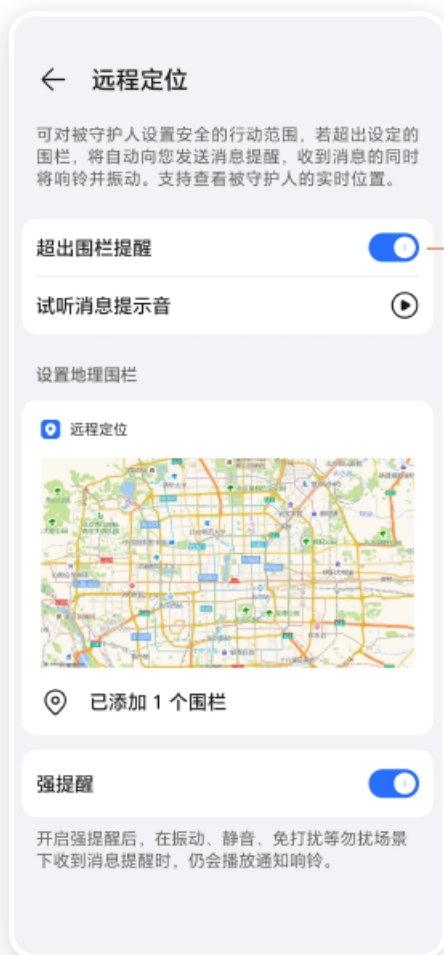 远程定位
可对被守护人设置安全的行动范围，若超出设定的
围栏，将自动向您发送消息提醒，收到消息的同时
将响铃并振动。支持查看被守护人的实时位置。
超出围栏提醒
试听消息提示音
设置地理围栏
远程定位
已添加 1 个围栏
强提醒
开启强提醒后，在振动、静音、免打扰等勿扰场景
下收到消息提醒时，仍会播放通知响铃。